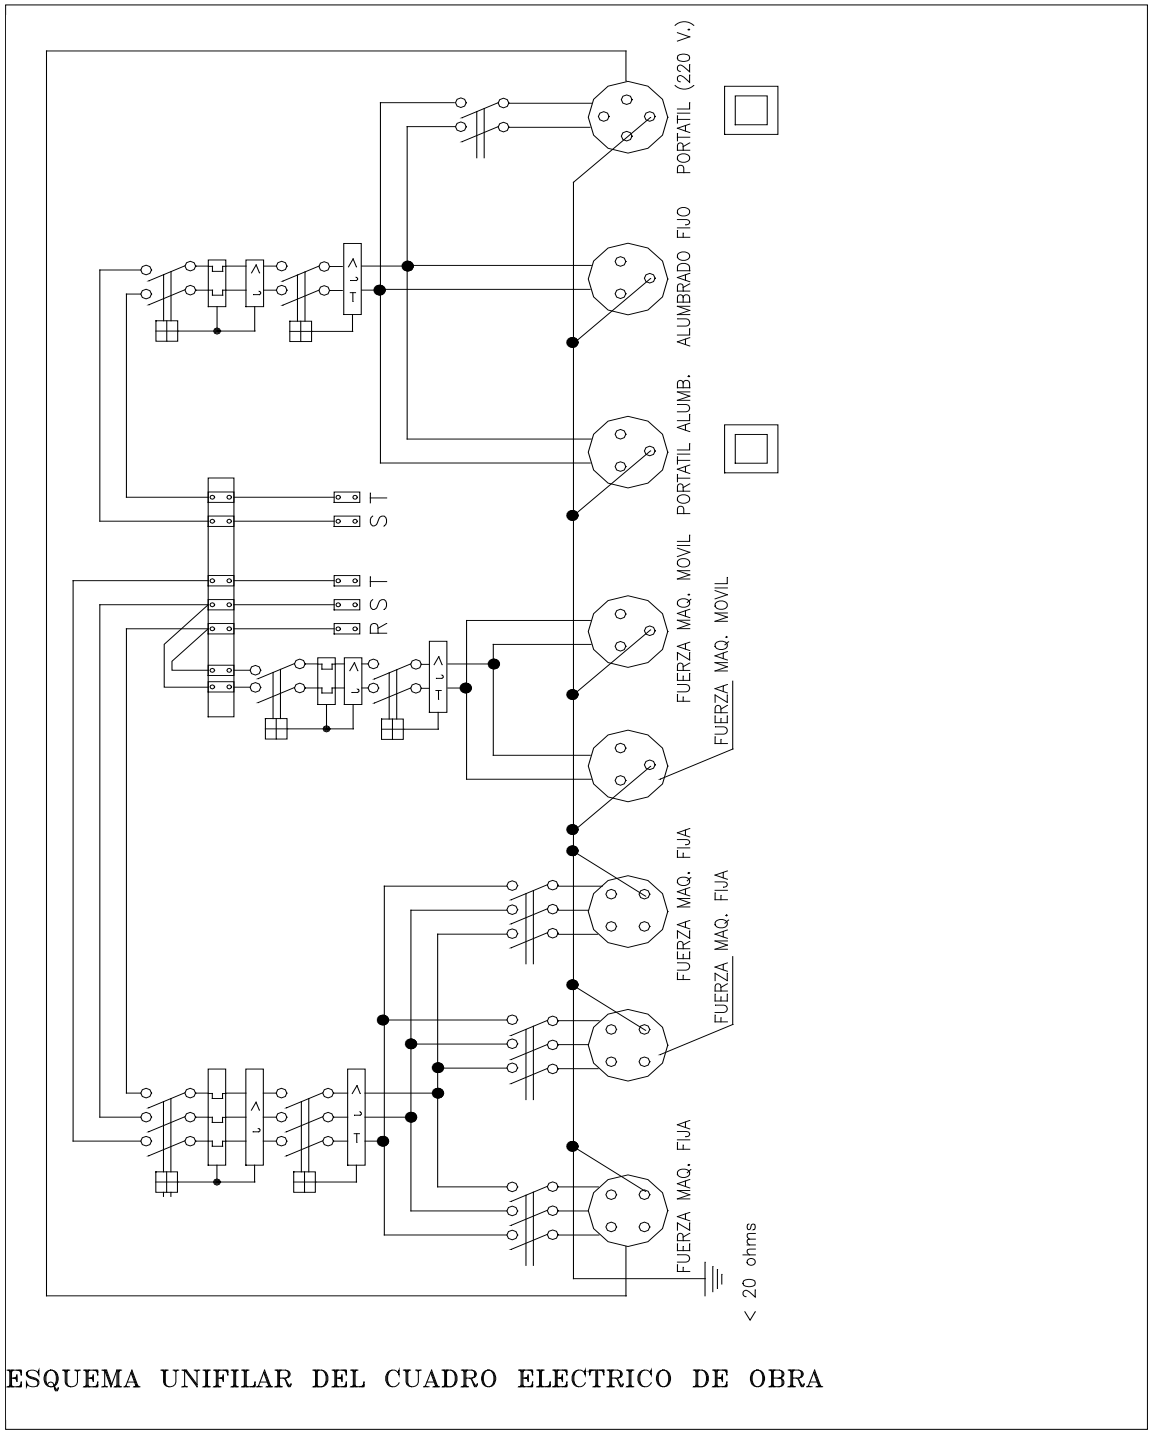 PORTATIL (220 V.)
ALUMBRADO FIJO
PORTATIL ALUMB.
FUERZA MAQ. MOVIL
FUERZA MAQ. MOVIL
FUERZA MAQ. FIJA
FUERZA MAQ. FIJA
FUERZA MAQ. FIJA
< 20 ohms
T
S
T
S
R
T
T
T
ESQUEMA UNIFILAR DEL CUADRO ELECTRICO DE OBRA